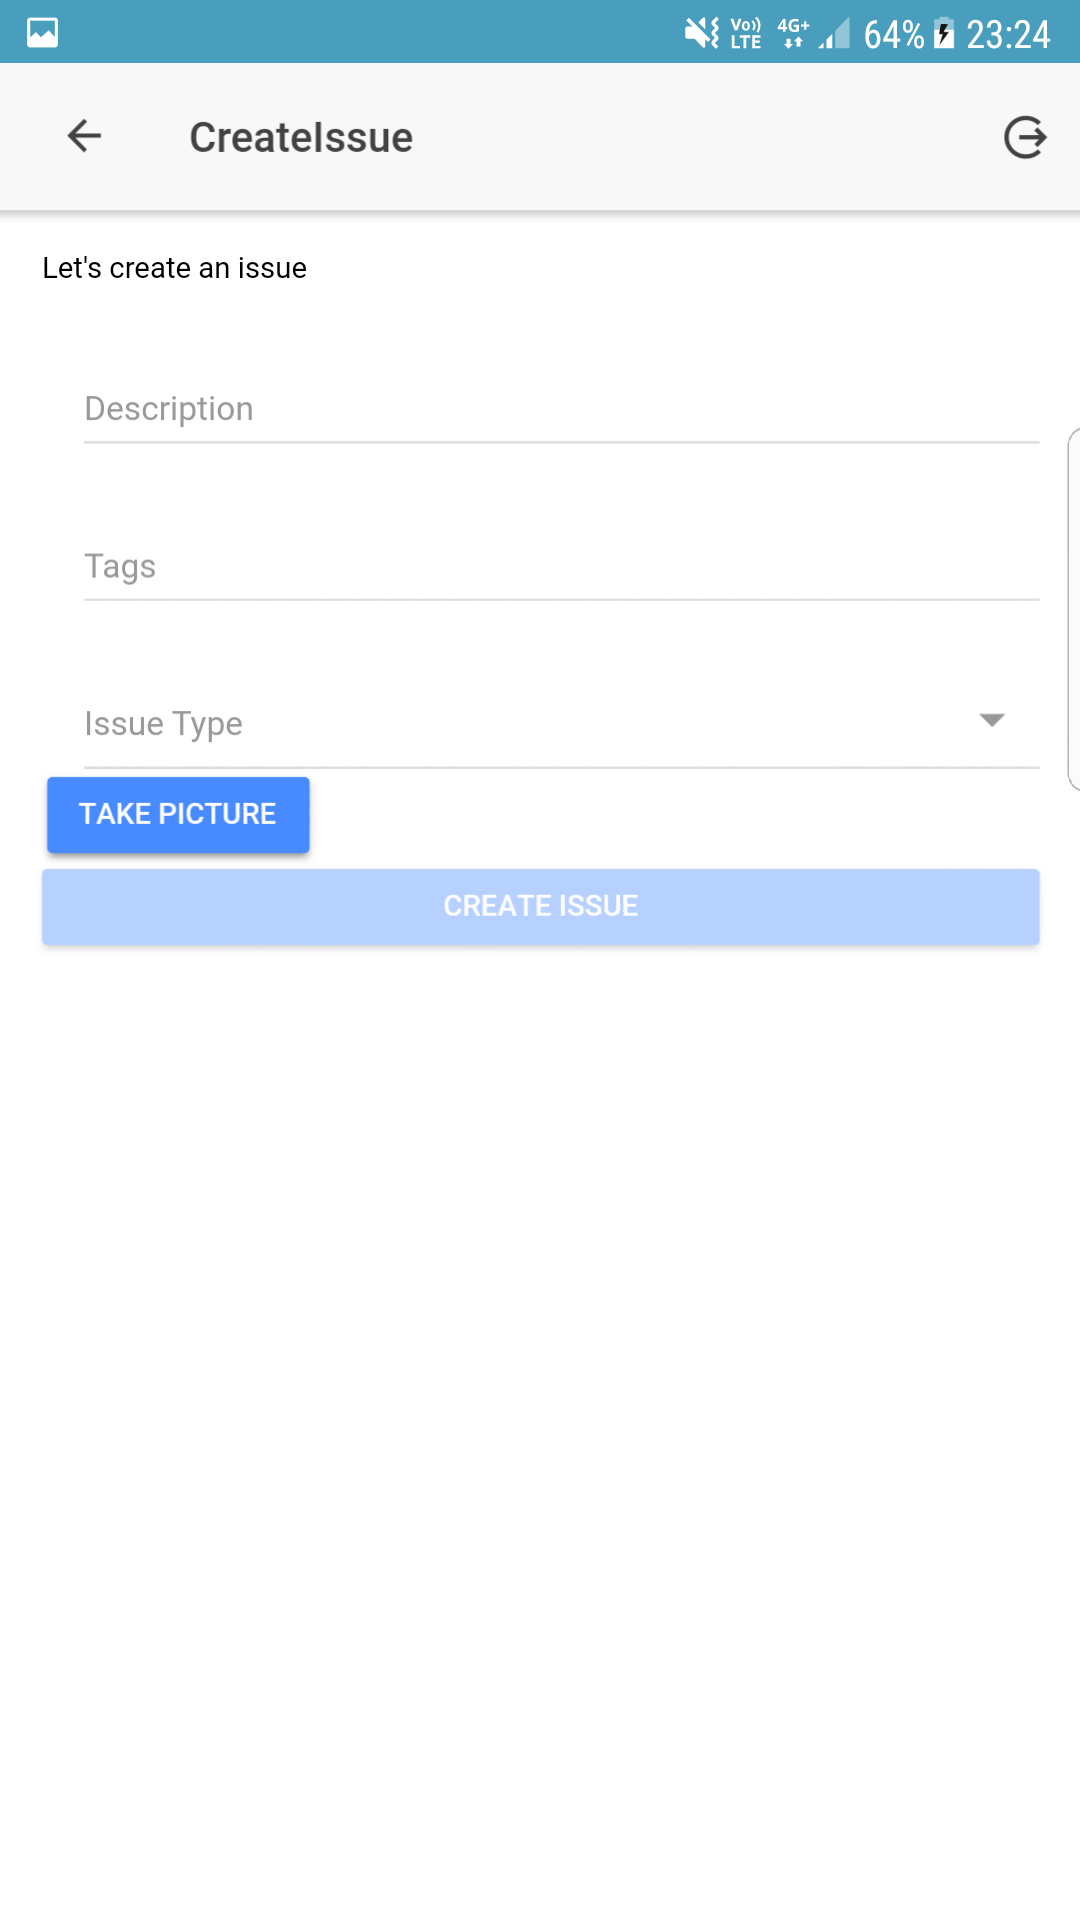 Vo)) LTE 4G+ 64% 23:24
CreateIssue
Let's create an issue
Description
Tags
Issue Type
TAKE PICTURE
CREATE ISSUE